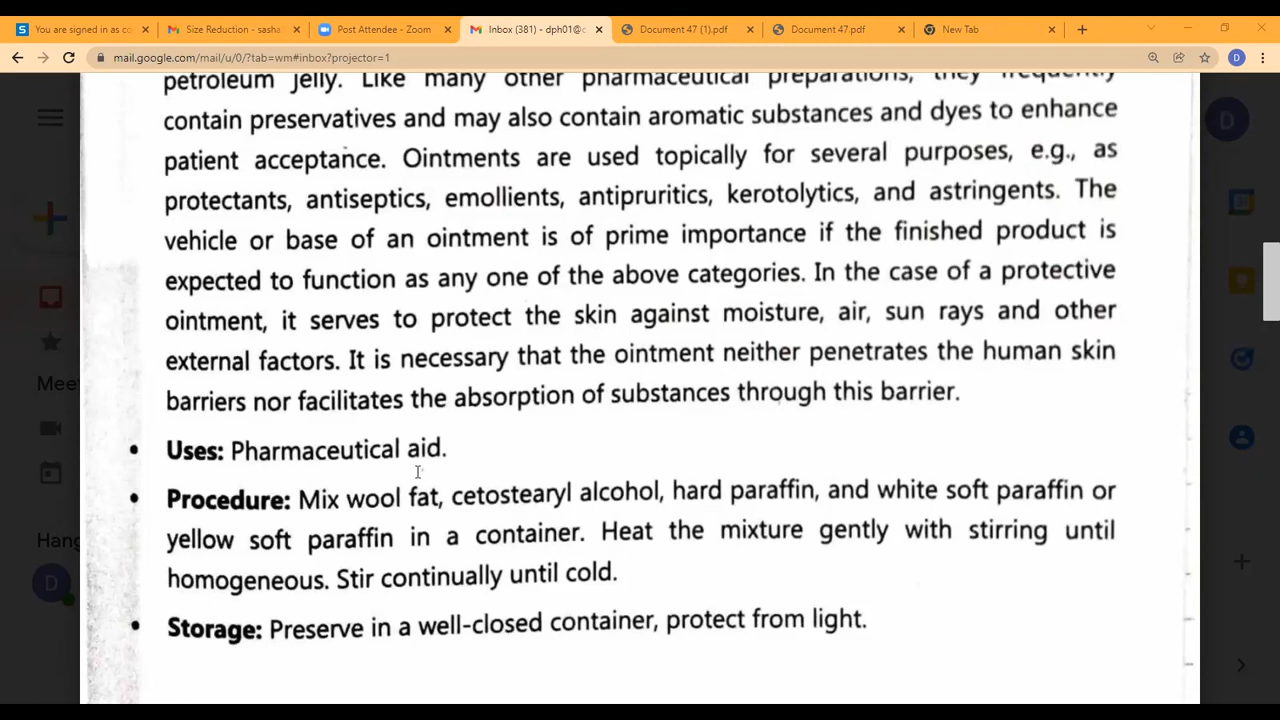 You are signed in as co
Size Reduction - sasha
Post Attendee - Zoom
Inbox (381) - dph01@c
Document 47 (1).pdf
Document 47.pdf
New Tab
mail.google.com/mail/u/0/?tab=wm#inbox?projector=1
D
petroleum jelly. Like many other pharmaceutical preparations, they frequently
contain preservatives and may also contain aromatic substances and dyes to enhance
patient acceptance. Ointments are used topically for several purposes, e.g., as
protectants, antiseptics, emollients, antipruritics, kerotolytics, and astringents. The
vehicle or base of an ointment is of prime importance if the finished product is
expected to function as any one of the above categories. In the case of a protective
ointment, it serves to protect the skin against moisture, air, sun rays and other
external factors. It is necessary that the ointment neither penetrates the human skin
barriers nor facilitates the absorption of substances through this barrier.
• Uses: Pharmaceutical aid.
• Procedure: Mix wool fat, cetostearyl alcohol, hard paraffin, and white soft paraffin or
yellow soft paraffin in a container. Heat the mixture gently with stirring until
homogeneous. Stir continually until cold.
• Storage: Preserve in a well-closed container, protect from light.
D
Mee
Hang
D